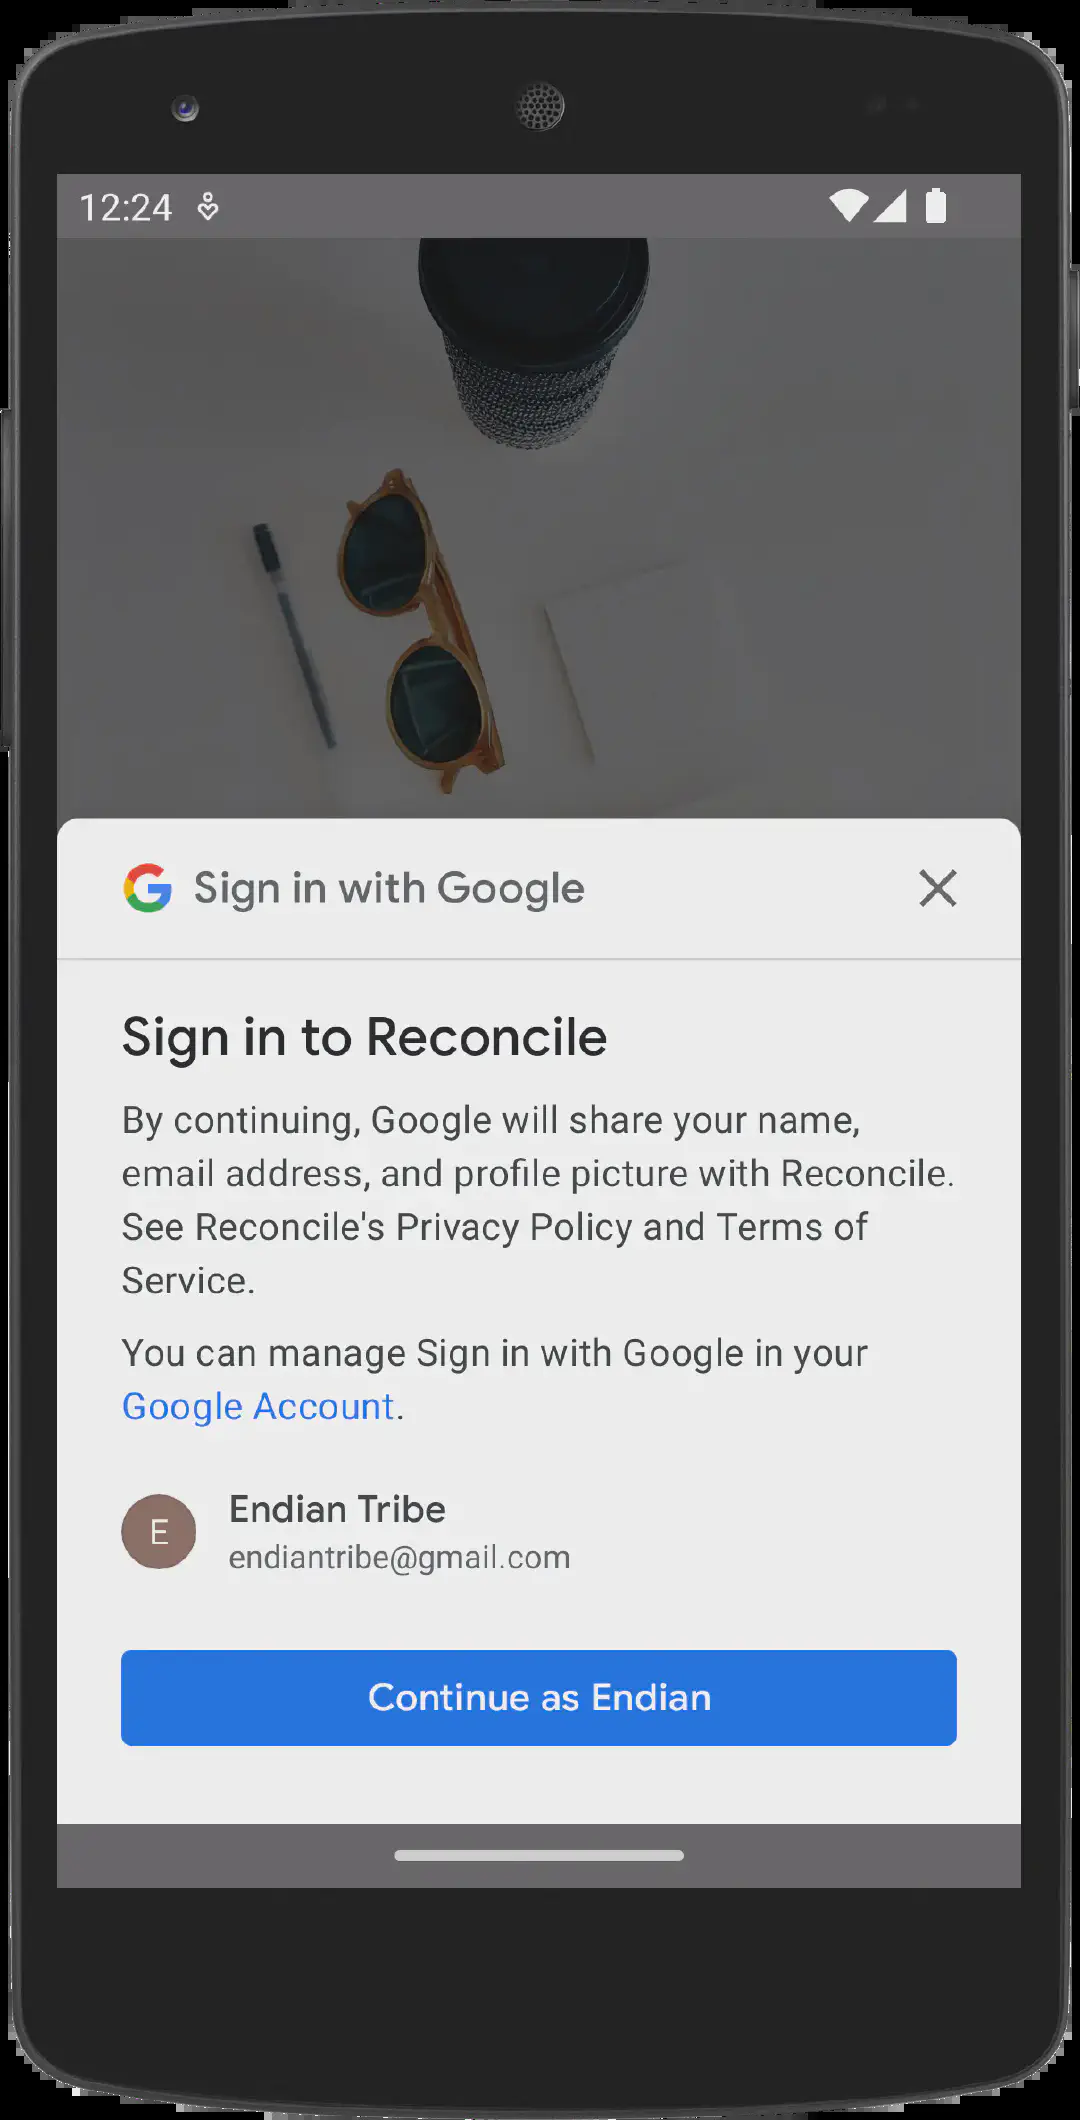 12:24
Sign in with Google
Sign in to Reconcile
By continuing, Google will share your name,
email address, and profile picture with Reconcile.
See Reconcile's Privacy Policy and Terms of
Service.
You can manage Sign in with Google in your
Google Account.
E
Endian Tribe
endiantribe@gmail.com
Continue as Endian